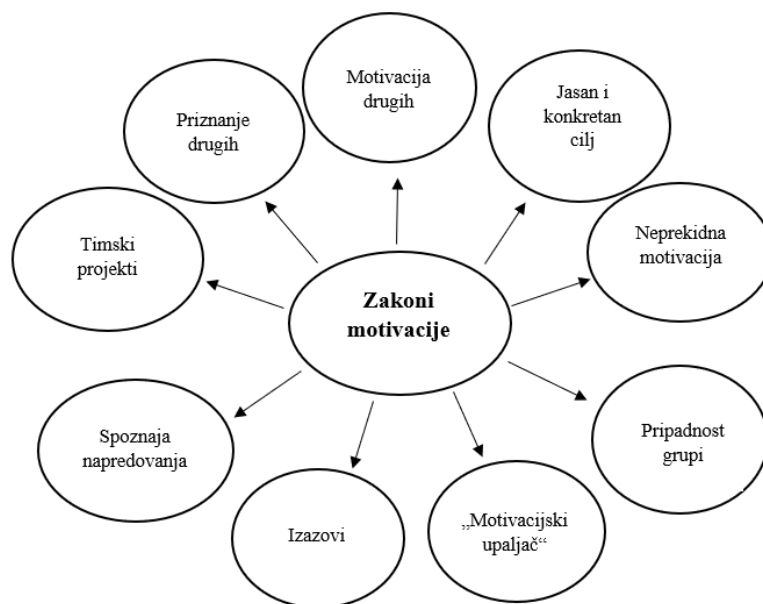 Motivacija
drugih
Jasan i
konkretan
cilj
Priznanje
drugih
Neprekidna
motivacija
Timski
projekti
Zakoni
motivacije
Spoznaja
napredovanja
Pripadnost
grupi
Izazovi
„Motivacijski
upaljač“